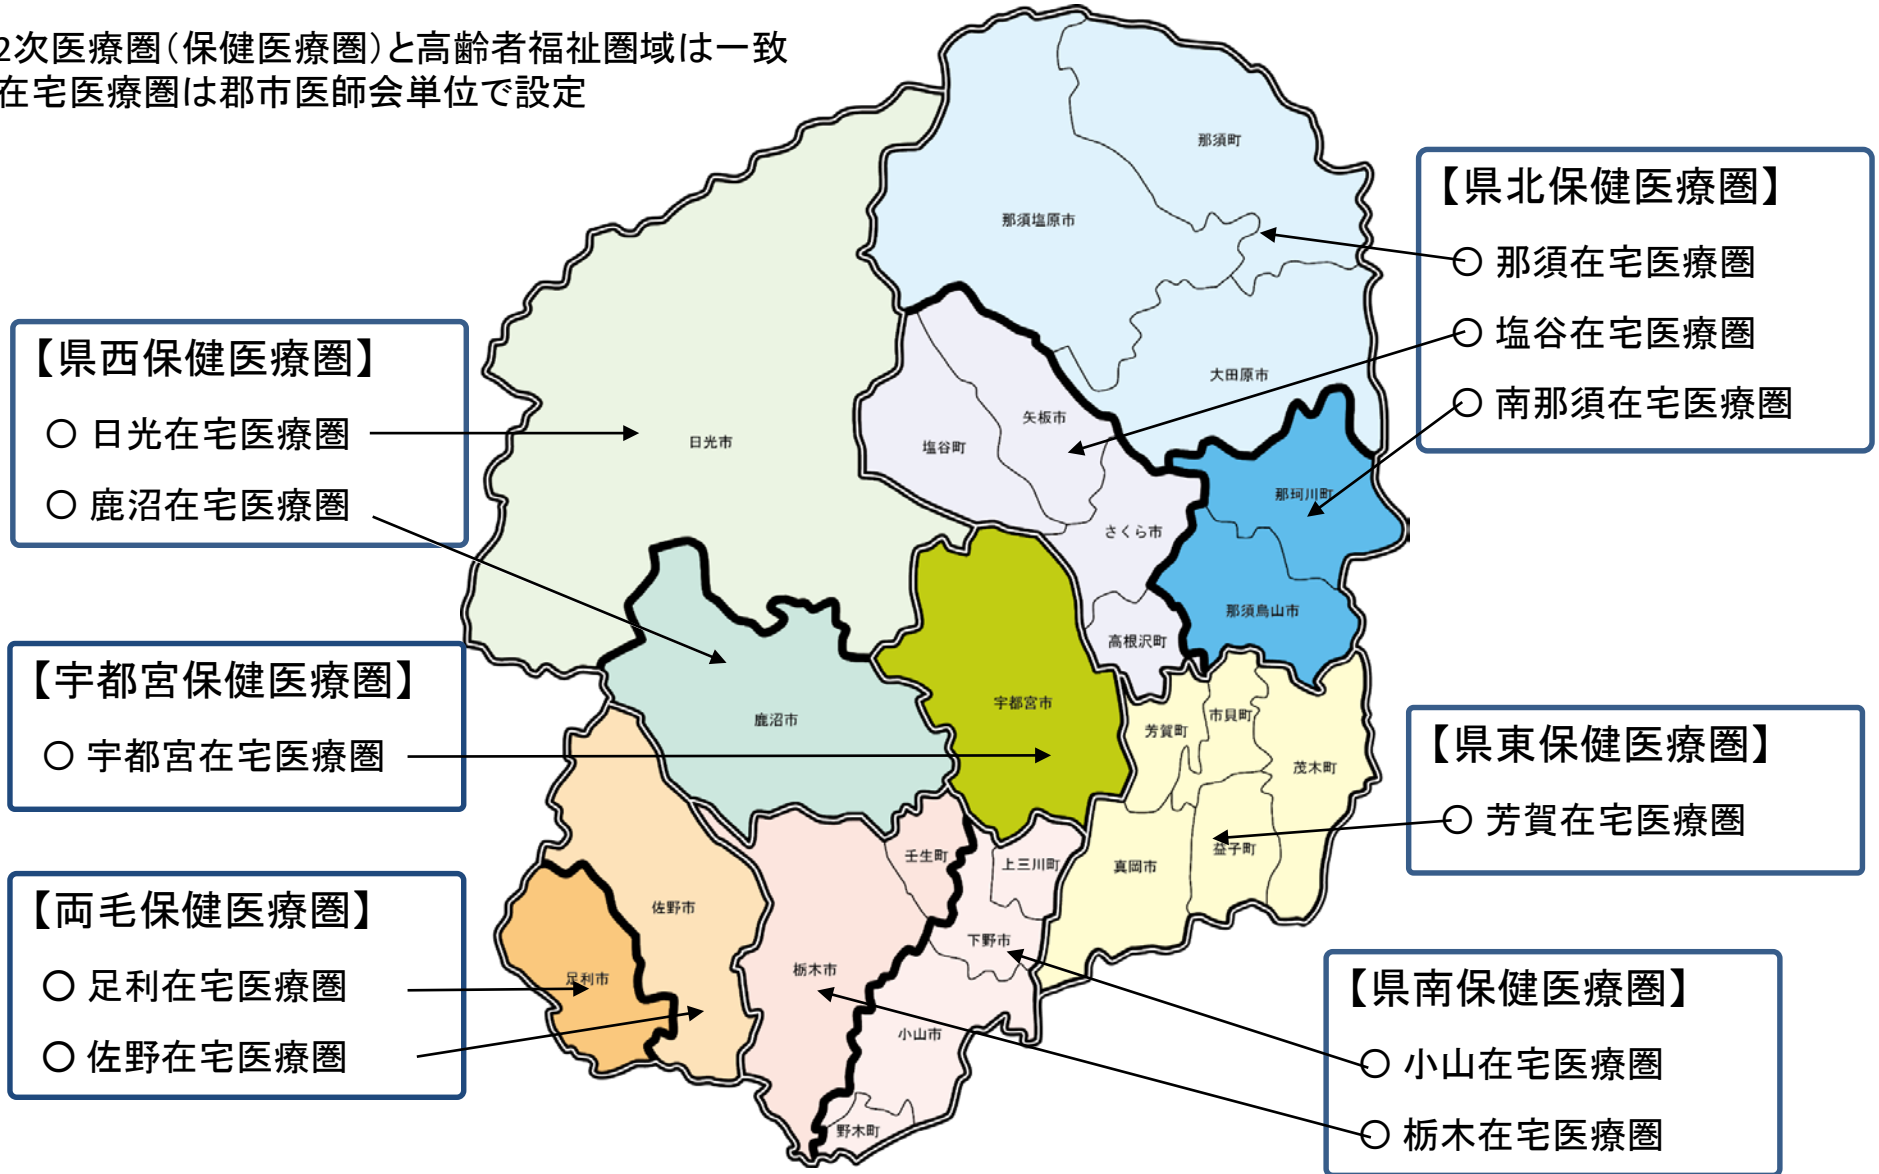 2次医療圏(保健医療圏)と高齢者福祉圏域は一致
在宅医療圏は郡市医師会単位で設定
那須町
那須塩原市
大田原市
矢板市
塩谷町
日光市
那珂川町
さくら市
那須烏山市
高根沢町
宇都宮市
鹿沼市
芳賀町
市貝町
茂木町
益子町
真岡市
壬生町
上三川町
下野市
佐野市
栃木市
足利市
小山市
野木町
【県北保健医療圏】
○ 那須在宅医療圏
○ 塩谷在宅医療圏
○ 南那須在宅医療圏
【県西保健医療圏】
○ 日光在宅医療圏
○ 鹿沼在宅医療圏
【宇都宮保健医療圏】
○ 宇都宮在宅医療圏
【県東保健医療圏】
○ 芳賀在宅医療圏
【両毛保健医療圏】
○ 足利在宅医療圏
○ 佐野在宅医療圏
【県南保健医療圏】
○ 小山在宅医療圏
○ 栃木在宅医療圏